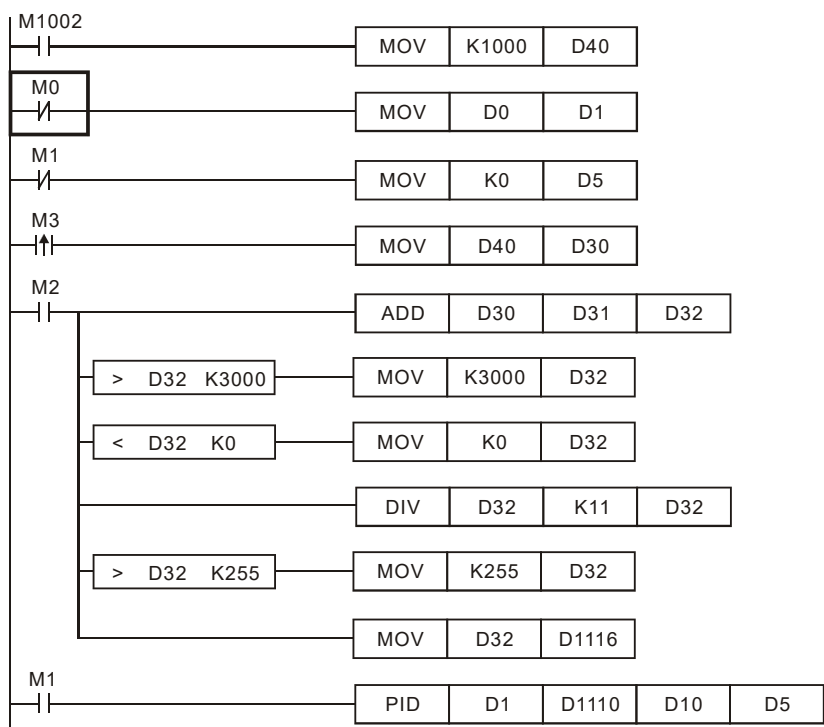 M1002
MOV K1000 D40
M0
MOV D0 D1
M1
MOV K0 D5
M3
MOV D40 D30
M2
ADD D30 D31 D32
> D32 K3000 MOV K3000 D32
< D32 K0 MOV K0 D32
DIV D32 K11 D32
> D32 K255 MOV K255 D32
MOV D32 D1116
M1
PID D1 D1110 D10 D5